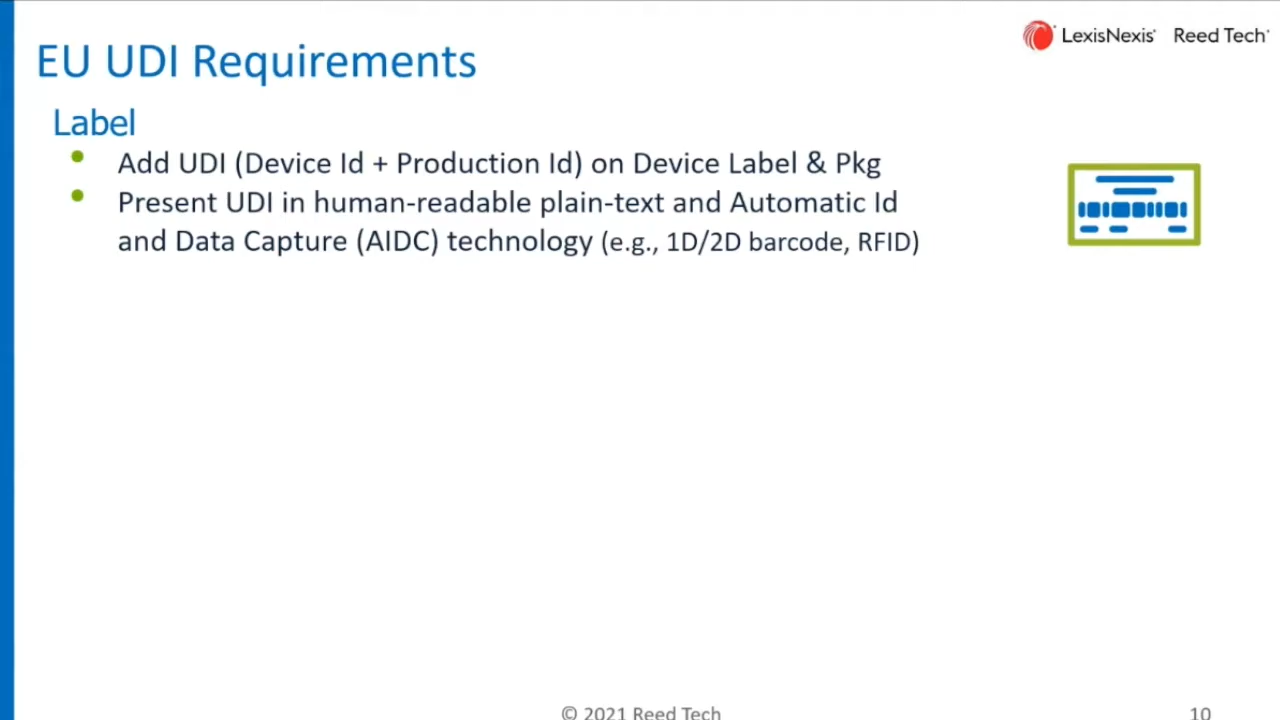 LexisNexis® Reed Tech®
EU UDI Requirements
Label
• Add UDI (Device Id + Production Id) on Device Label & Pkg
• Present UDI in human-readable plain-text and Automatic Id
and Data Capture (AIDC) technology (e.g., 1D/2D barcode, RFID)
© 2021 Reed Tech
10